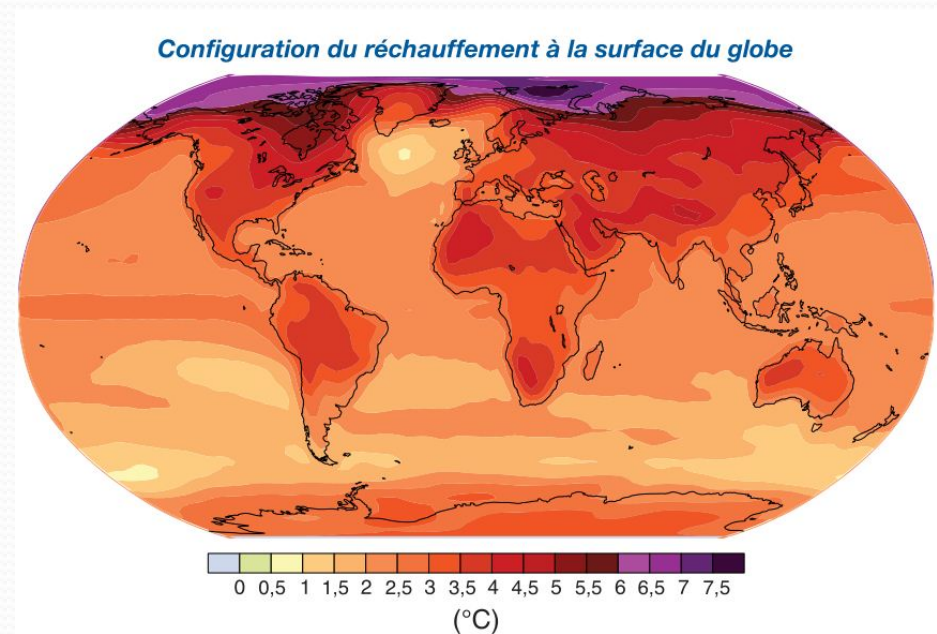 Configuration du réchauffement à la surface du globe
0 0,5 1 1,5 2 2,5 3 3,5 4 4,5 5 5,5 6 6,5 7 7,5
(°C)